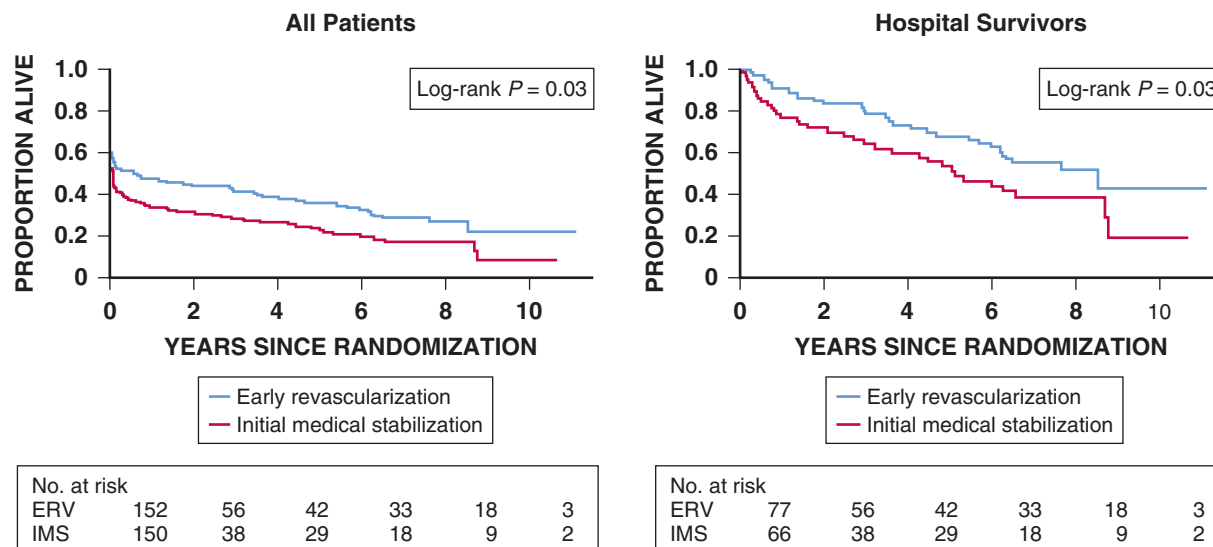 All Patients
PROPORTION ALIVE
1.0
0.8
0.6
0.4
0.2
0
Log-rank P = 0.03
0 2 4 6 8 10
YEARS SINCE RANDOMIZATION
Early revascularization
Initial medical stabilization
No. at risk
ERV 152 56 42 33 18 3
IMS 150 38 29 18 9 2
Hospital Survivors
PROPORTION ALIVE
1.0
0.8
0.6
0.4
0.2
0
Log-rank P = 0.03
0 2 4 6 8 10
YEARS SINCE RANDOMIZATION
Early revascularization
Initial medical stabilization
No. at risk
ERV 77 56 42 33 18 3
IMS 66 38 29 18 9 2